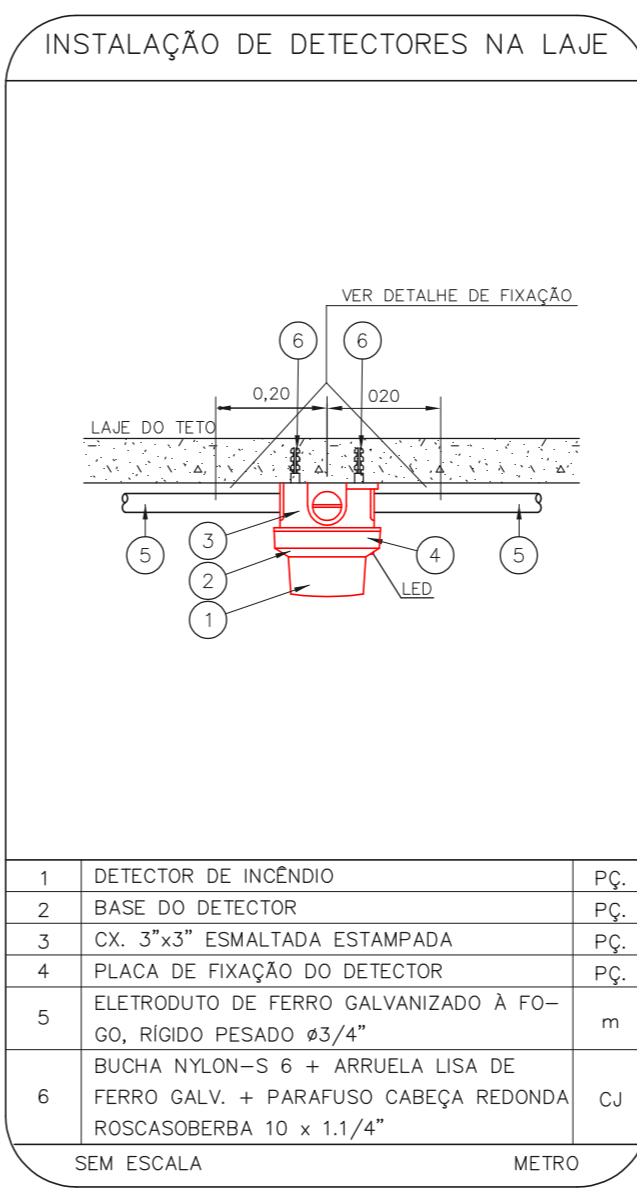 INSTALAÇÃO DE DETECTORES NA LAJE
VER DETALHE DE FIXAÇÃO
6 6
0,20 020
LAJE DO TETO
5 3 4 5
2 LED
1
1 DETECTOR DE INCÊNDIO PÇ.
2 BASE DO DETECTOR PÇ.
3 CX. 3"x3" ESMALTADA ESTAMPADA PÇ.
4 PLACA DE FIXAÇÃO DO DETECTOR PÇ.
5 ELETRODUTO DE FERRO GALVANIZADO À FO-
GO, RÍGIDO PESADO ø3/4" m
BUCHA NYLON-S 6 + ARRUELA LISA DE
6 FERRO GALV. + PARAFUSO CABEÇA REDONDA CJ
ROSCASOBERBA 10 x 1.1/4"
SEM ESCALA METRO